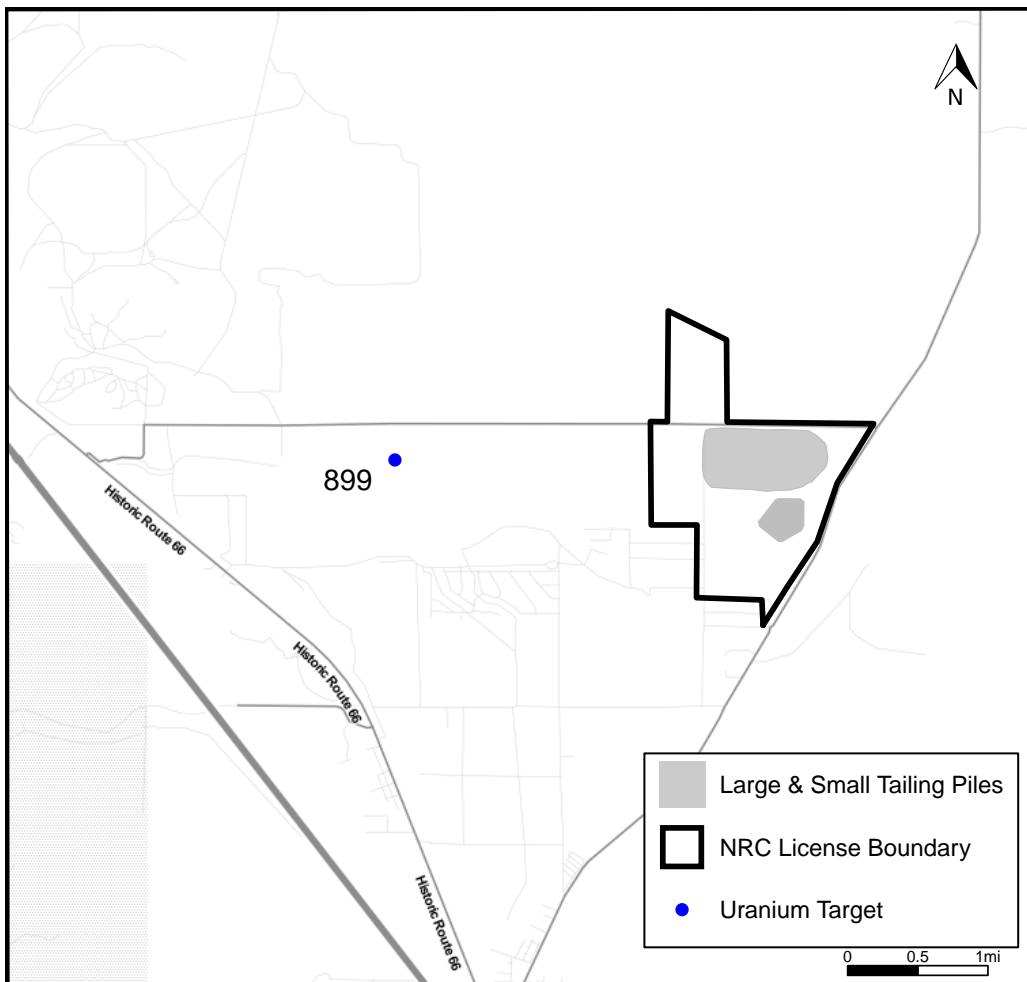 N
899
Historic Route 66
Historic Route 66
Historic Route 66
Large & Small Tailing Piles
NRC License Boundary
Uranium Target
0 0.5 1mi